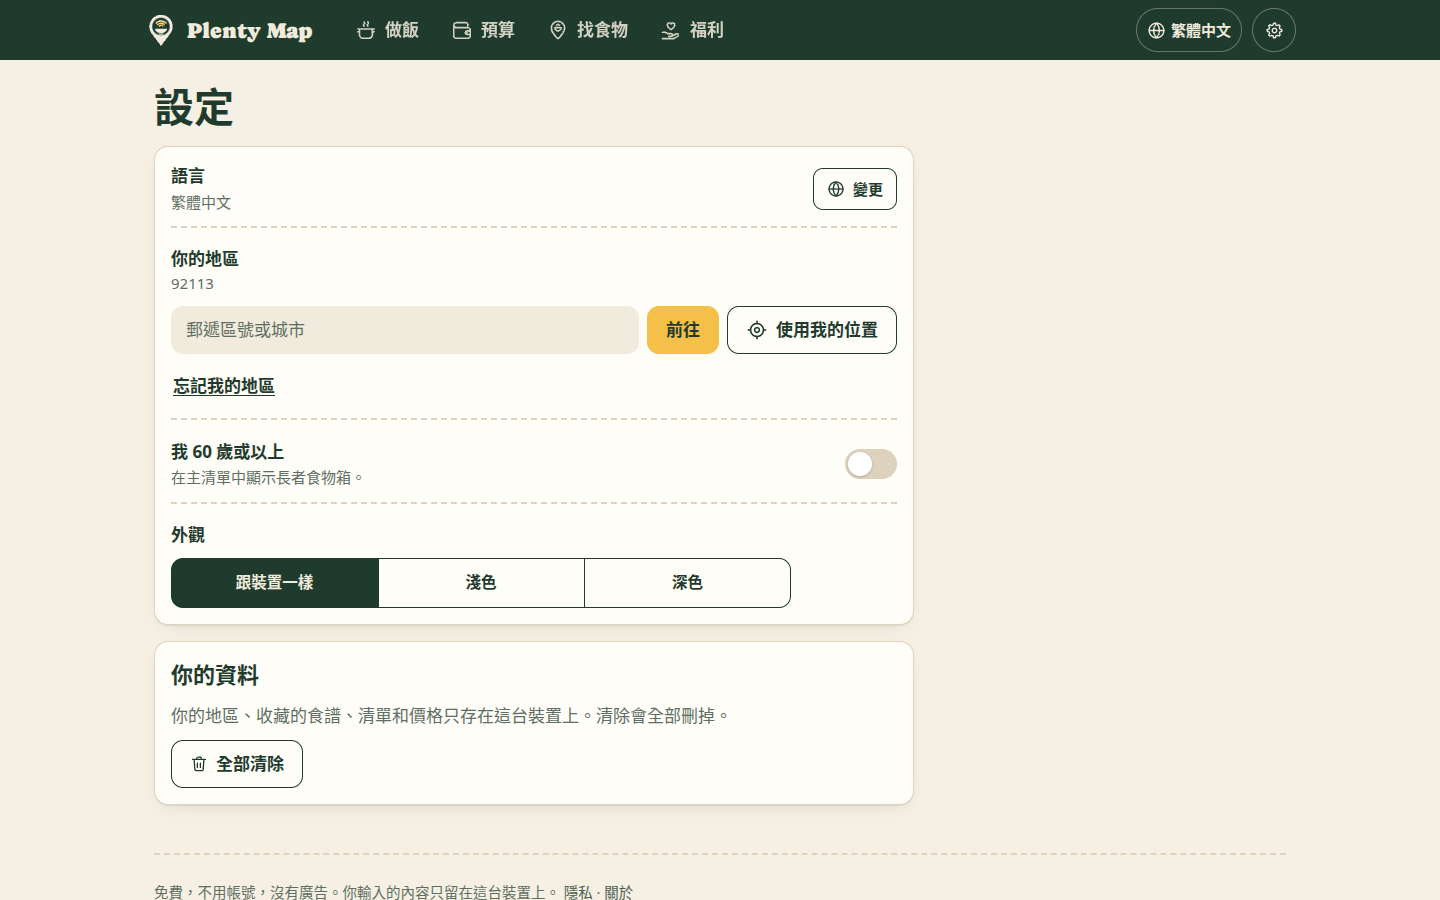 Plenty Map
做飯
預算
找食物
福利
繁體中文
設定
語言
繁體中文
變更
你的地區
92113
郵遞區號或城市
前往
使用我的位置
忘記我的地區
我 60 歲或以上
在主清單中顯示長者食物箱。
外觀
跟裝置一樣
淺色
深色
你的資料
你的地區、收藏的食譜、清單和價格只存在這台裝置上。清除會全部刪掉。
全部清除
免費，不用帳號，沒有廣告。你輸入的內容只留在這台裝置上。 隱私 · 關於